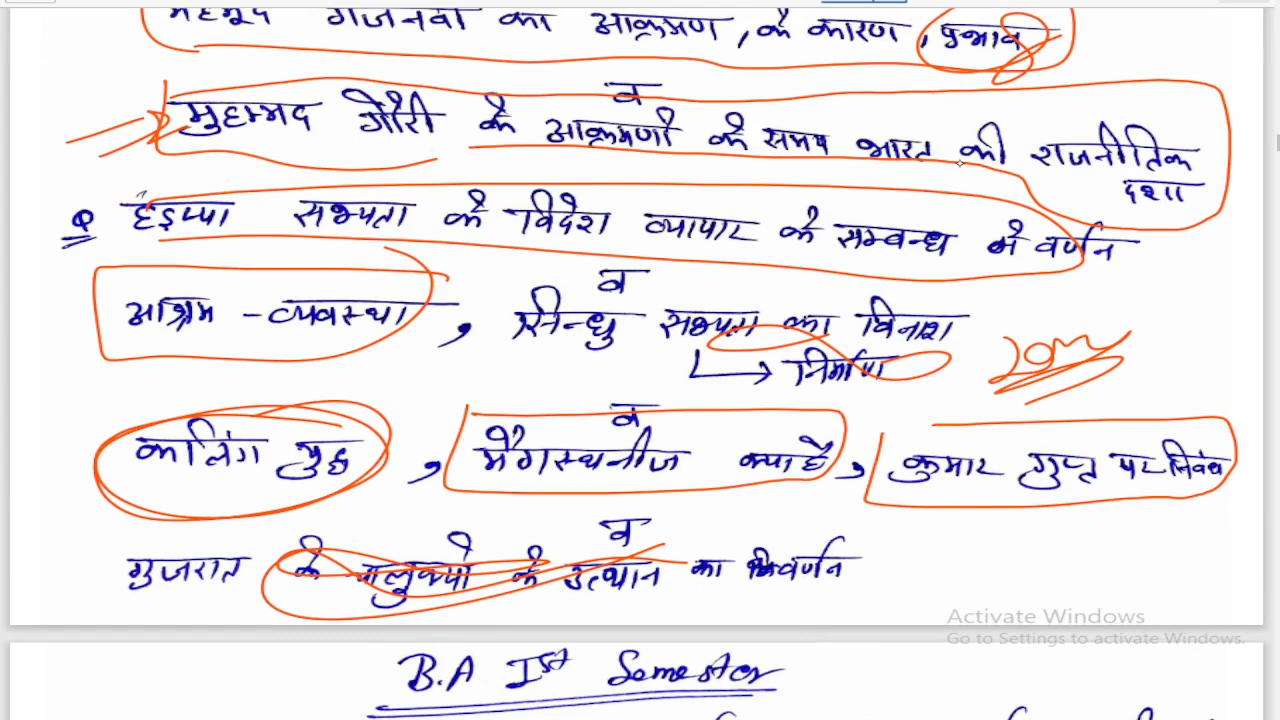 महमूद गजनवी का आक्रमण, के कारण, प्रभाव
व
मुहम्मद गौरी के आक्रमणों के समय भारत की राजनीतिक
दशा
Q हड़प्पा सभ्यता के विदेश व्यापार के सम्बन्ध में वर्णन
व
आश्रम - व्यवस्था, सिन्धु सभ्यता का विनाश
→ निर्माण
व
कलिंग युद्ध, मैगस्थनीज क्या है, कुमार गुप्त पर निबंध
व
गुजरात के चालुक्यो के उत्थान का वर्णन
Activate Windows
Go to Settings to activate Windows.
B.A Ist Semester